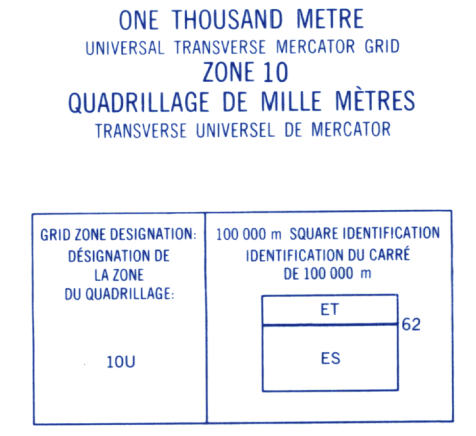 ONE THOUSAND METRE
UNIVERSAL TRANSVERSE MERCATOR GRID
ZONE 10
QUADRILLAGE DE MILLE MÈTRES
TRANSVERSE UNIVERSEL DE MERCATOR
GRID ZONE DESIGNATION:
DÉSIGNATION DE
LA ZONE
DU QUADRILLAGE:
10U
100 000 m SQUARE IDENTIFICATION
IDENTIFICATION DU CARRÉ
DE 100 000 m
ET
62
ES